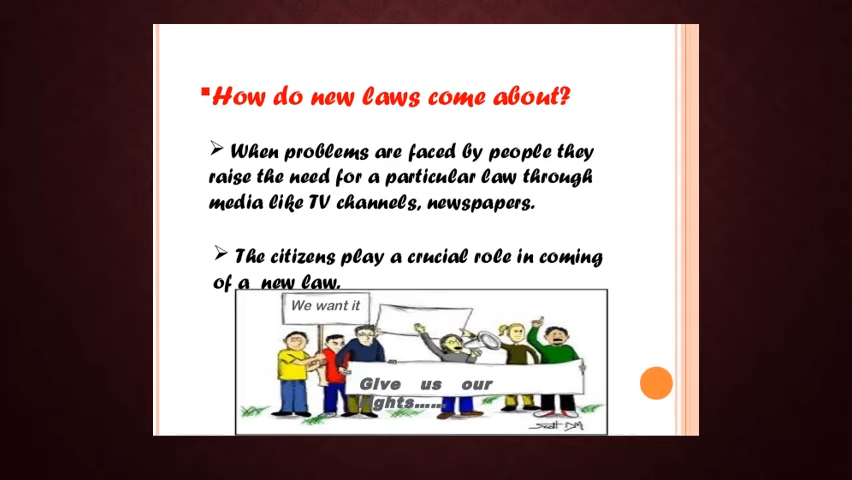 How do new laws come about?
When problems are faced by people they
raise the need for a particular law through
media like TV channels, newspapers.
The citizens play a crucial role in coming
of a new law.
We want it
Give us our
ghts......